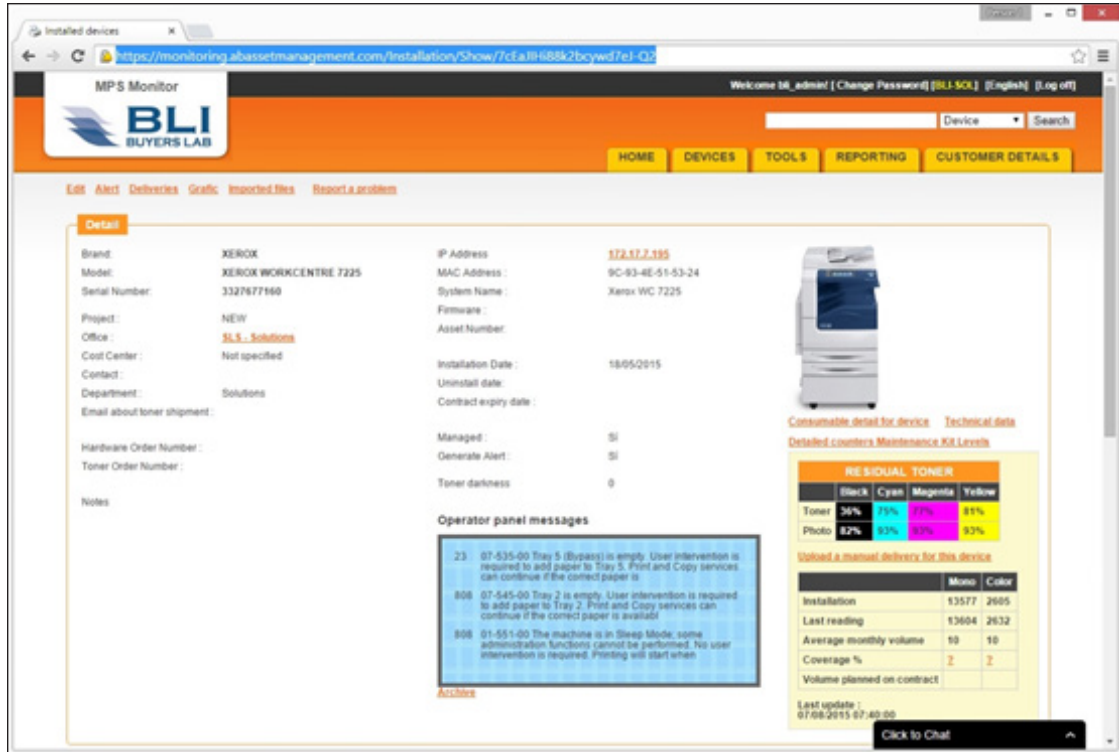 Installed devices
https://monitoring.abassetmanagement.com/Installation/Show/7cEaJIHi88k2bcywd7eJ-Q2
MPS Monitor
Welcome bli_admin! [ Change Password] [BLI-SOL] [English] [Log off]
BLI
BUYERS LAB
Device
Search
HOME
DEVICES
TOOLS
REPORTING
CUSTOMER DETAILS
Edit Alert Deliveries Grafic Imported files Report a problem
Detail
Brand: XEROX
Model: XEROX WORKCENTRE 7225
Serial Number: 3327677160
Project : NEW
Office : SLS - Solutions
Cost Center : Not specified
Contact :
Department : Solutions
Email about toner shipment :
Hardware Order Number :
Toner Order Number :
Notes
IP Address 172.17.7.195
MAC Address : 9C-93-4E-51-53-24
System Name : Xerox WC 7225
Firmware :
Asset Number:
Installation Date : 18/05/2015
Uninstall date:
Contract expiry date :
Managed : Sì
Generate Alert : Sì
Toner darkness 0
Operator panel messages
23 07-535-00 Tray 5 (Bypass) is empty. User intervention is
required to add paper to Tray 5. Print and Copy services
can continue if the correct paper is
808 07-545-00 Tray 2 is empty. User intervention is required
to add paper to Tray 2. Print and Copy services can
continue if the correct paper is availabl
808 01-551-00 The machine is in Sleep Mode; some
administration functions cannot be performed. No user
intervention is required. Printing will start when
Archive
Consumable detail for device Technical data
Detailed counters Maintenance Kit Levels
RESIDUAL TONER
Black Cyan Magenta Yellow
Toner 36% 75% 77% 81%
Photo 82% 93% 93% 93%
Upload a manual delivery for this device
Mono Color
Installation 13577 2605
Last reading 13604 2632
Average monthly volume 10 10
Coverage % ? ?
Volume planned on contract
Last update :
07/08/2015 07:40:00
Click to Chat